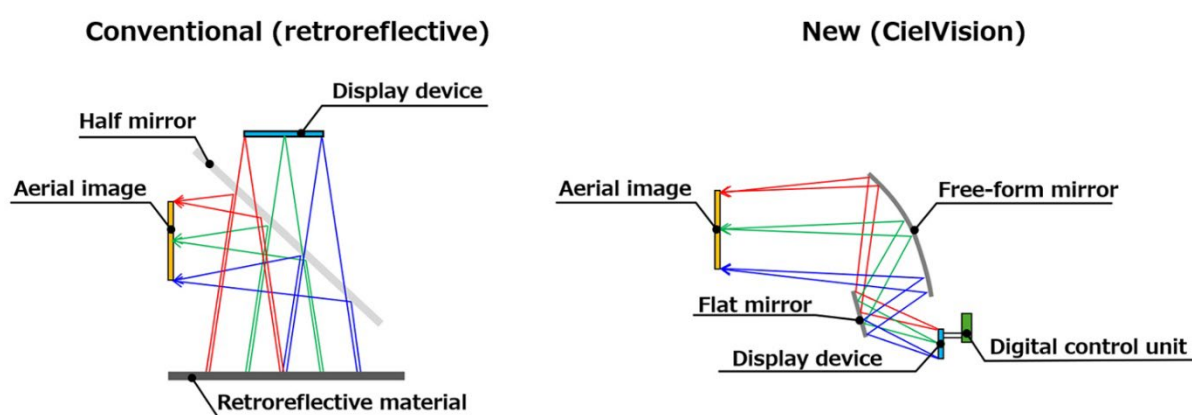 Conventional (retroreflective)
Display device
Half mirror
Aerial image
Retroreflective material
New (CielVision)
Aerial image
Free-form mirror
Flat mirror
Display device
Digital control unit